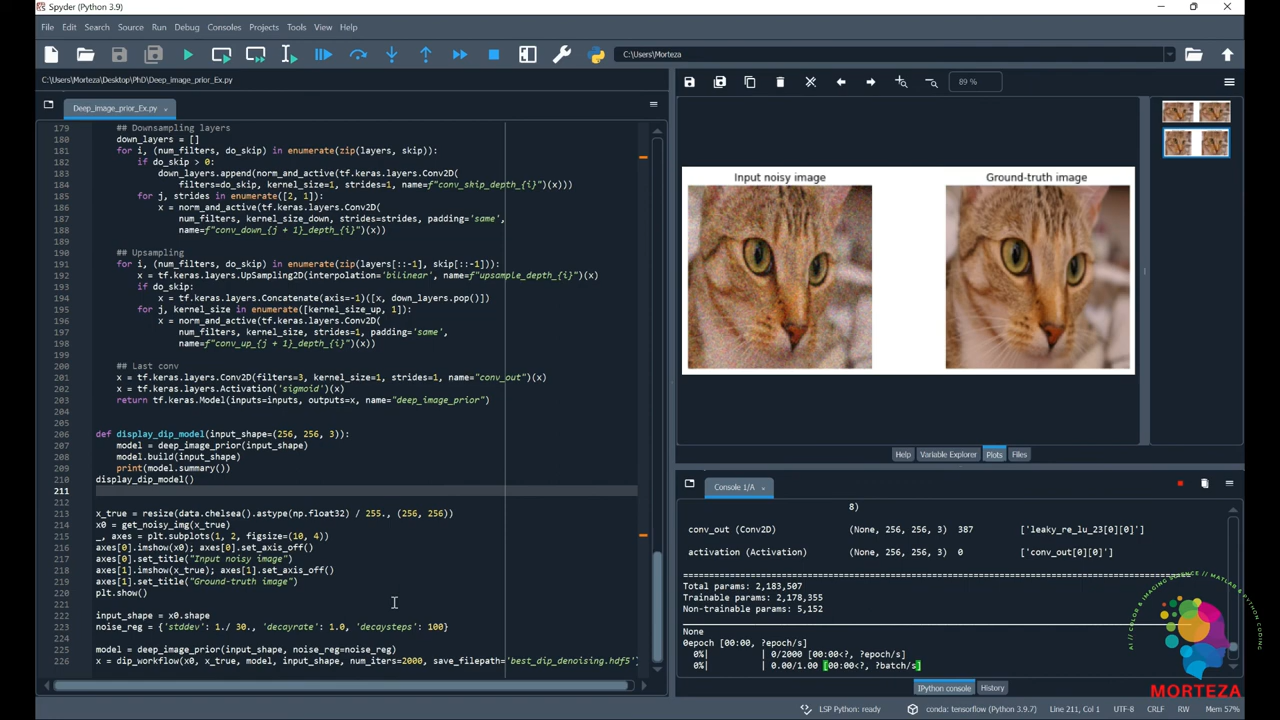 Spyder (Python 3.9)
File Edit Search Source Run Debug Consoles Projects Tools View Help
C:\Users\Morteza
C:\Users\Morteza\Desktop\PhD\Deep_image_prior_Ex.py
Deep_image_prior_Ex.py
179 ## Downsampling layers
180 down_layers = []
181 for i, (num_filters, do_skip) in enumerate(zip(layers, skip)):
182 if do_skip > 0:
183 down_layers.append(norm_and_active(tf.keras.layers.Conv2D(
184 filters=do_skip, kernel_size=1, strides=1, name=f"conv_skip_depth_{i}")(x)))
185 for j, strides in enumerate([2, 1]):
186 x = norm_and_active(tf.keras.layers.Conv2D(
187 num_filters, kernel_size_down, strides=strides, padding='same',
188 name=f"conv_down_{j + 1}_depth_{i}")(x))
189
190 ## Upsampling
191 for i, (num_filters, do_skip) in enumerate(zip(layers[::-1], skip[::-1])):
192 x = tf.keras.layers.UpSampling2D(interpolation='bilinear', name=f"upsample_depth_{i}")(x)
193 if do_skip:
194 x = tf.keras.layers.Concatenate(axis=-1)([x, down_layers.pop()])
195 for j, kernel_size in enumerate([kernel_size_up, 1]):
196 x = norm_and_active(tf.keras.layers.Conv2D(
197 num_filters, kernel_size, strides=1, padding='same',
198 name=f"conv_up_{j + 1}_depth_{i}")(x))
199
200 ## Last conv
201 x = tf.keras.layers.Conv2D(filters=3, kernel_size=1, strides=1, name="conv_out")(x)
202 x = tf.keras.layers.Activation('sigmoid')(x)
203 return tf.keras.Model(inputs=inputs, outputs=x, name="deep_image_prior")
204
205
206 def display_dip_model(input_shape=(256, 256, 3)):
207 model = deep_image_prior(input_shape)
208 model.build(input_shape)
209 print(model.summary())
210 display_dip_model()
211
212
213 x_true = resize(data.chelsea().astype(np.float32) / 255., (256, 256))
214 x0 = get_noisy_img(x_true)
215 _, axes = plt.subplots(1, 2, figsize=(10, 4))
216 axes[0].imshow(x0); axes[0].set_axis_off()
217 axes[0].set_title("Input noisy image")
218 axes[1].imshow(x_true); axes[1].set_axis_off()
219 axes[1].set_title("Ground-truth image")
220 plt.show()
221
222 input_shape = x0.shape
223 noise_reg = {'stddev': 1./ 30., 'decayrate': 1.0, 'decaysteps': 100}
224
225 model = deep_image_prior(input_shape, noise_reg=noise_reg)
226 x = dip_workflow(x0, x_true, model, input_shape, num_iters=2000, save_filepath='best_dip_denoising.hdf5'
89 %
Input noisy image Ground-truth image
Help Variable Explorer Plots Files
Console 1/A
8)
conv_out (Conv2D) (None, 256, 256, 3) 387 ['leaky_re_lu_23[0][0]']
activation (Activation) (None, 256, 256, 3) 0 ['conv_out[0][0]']
Total params: 2,183,507
Trainable params: 2,178,355
Non-trainable params: 5,152
None
0epoch [00:00, ?epoch/s]
0%| | 0/2000 [00:00<?, ?epoch/s]
0%| | 0.00/1.00 [00:00<?, ?batch/s]
IPython console History
AI // COLOR & IMAGING SCIENCE // MATLAB & PYTHON CODING
MORTEZA
LSP Python: ready conda: tensorflow (Python 3.9.7) Line 211, Col 1 UTF-8 CRLF RW Mem 57%